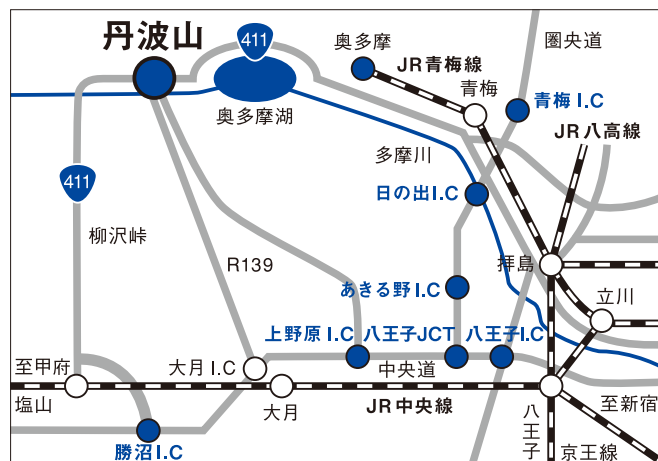 丹波山
411
奥多摩
JR青梅線
圏央道
青梅
青梅I.C
奥多摩湖
JR八高線
多摩川
411
日の出I.C
柳沢峠
R139
拝島
あきる野I.C
立川
上野原I.C
八王子JCT
八王子I.C
至甲府
大月I.C
中央道
塩山
大月
JR中央線
八王子
至新宿
勝沼I.C
京王線